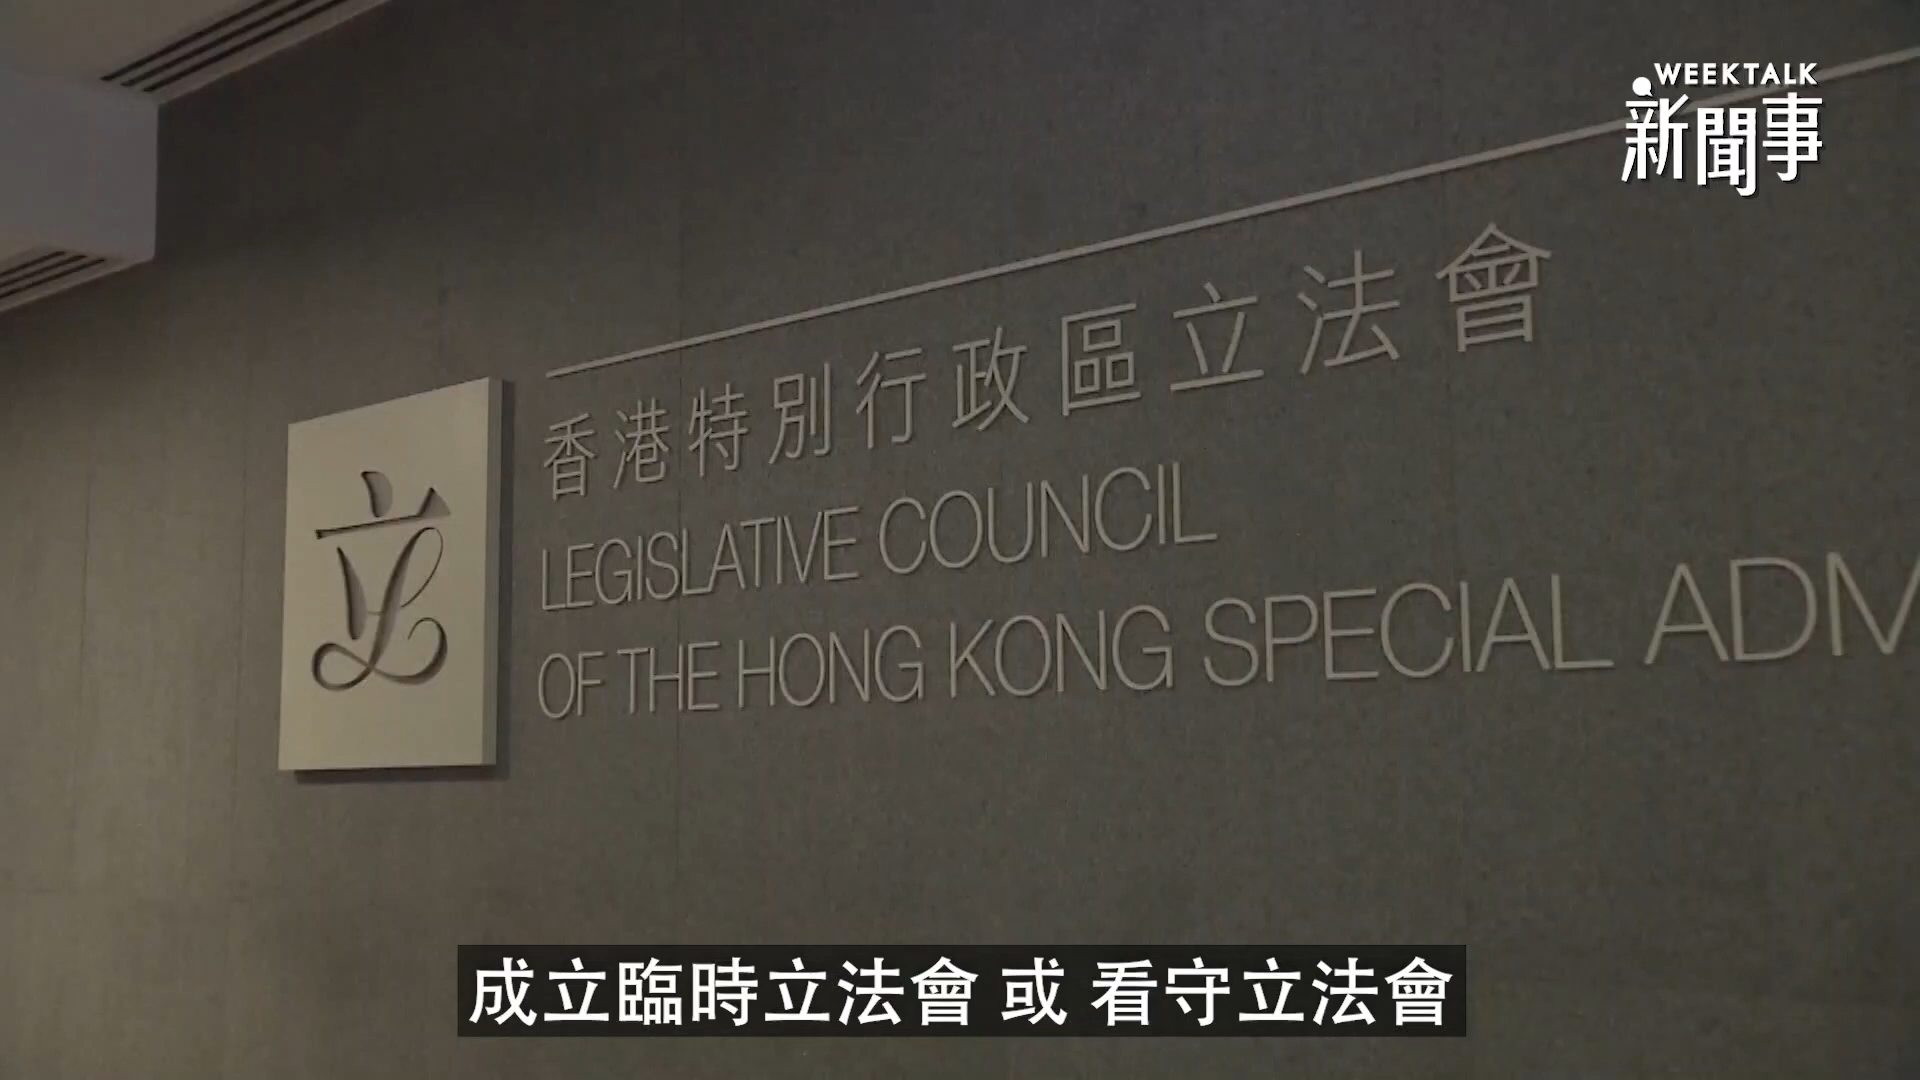 WEEKTALK
新聞事
香港特別行政區立法會
LEGISLATIVE COUNCIL
OF THE HONG KONG SPECIAL ADM
立
成立臨時立法會 或 看守立法會